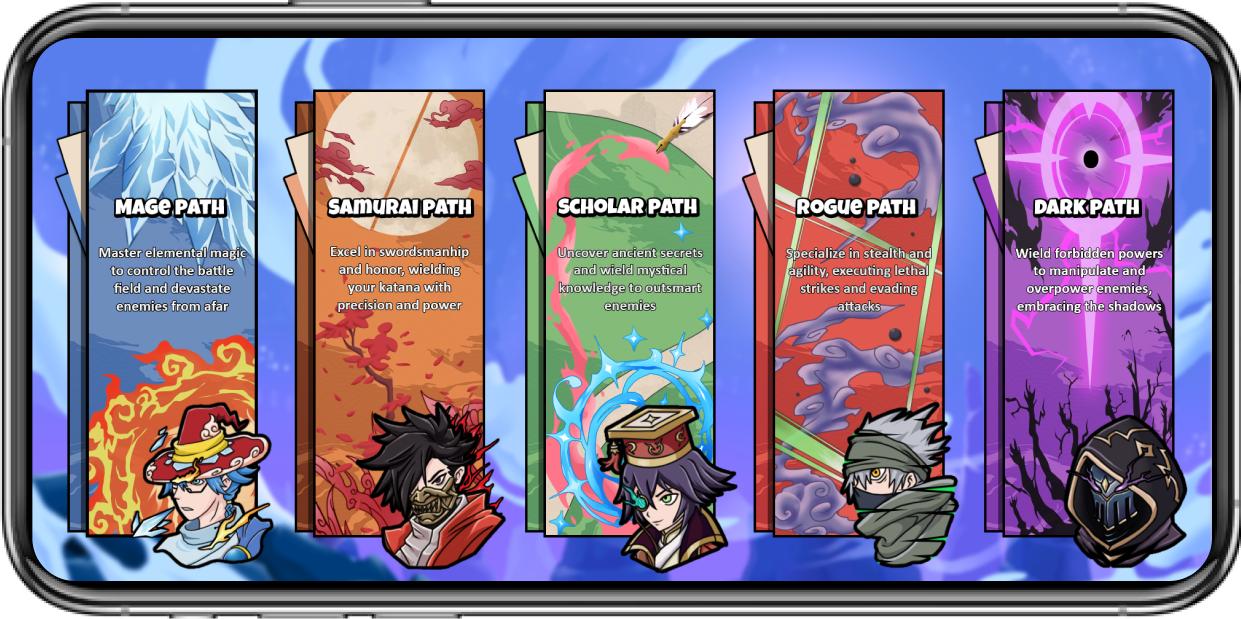 MAGE PATH
Master elemental magic
to control the battle
field and devastate
enemies from afar
SAMURAI PATH
Excel in swordsmanship
and honor, wielding
your katana with
precision and power
SCHOLAR PATH
Uncover ancient secrets
and wield mystical
knowledge to outsmart
enemies
ROGUE PATH
Specialize in stealth and
agility, executing lethal
strikes and evading
attacks
DARK PATH
Wield forbidden powers
to manipulate and
overpower enemies,
embracing the shadows